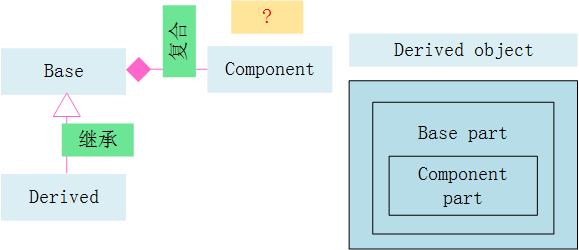 ?
复合
Base
Component
继承
Derived
Derived object
Base part
Component
part